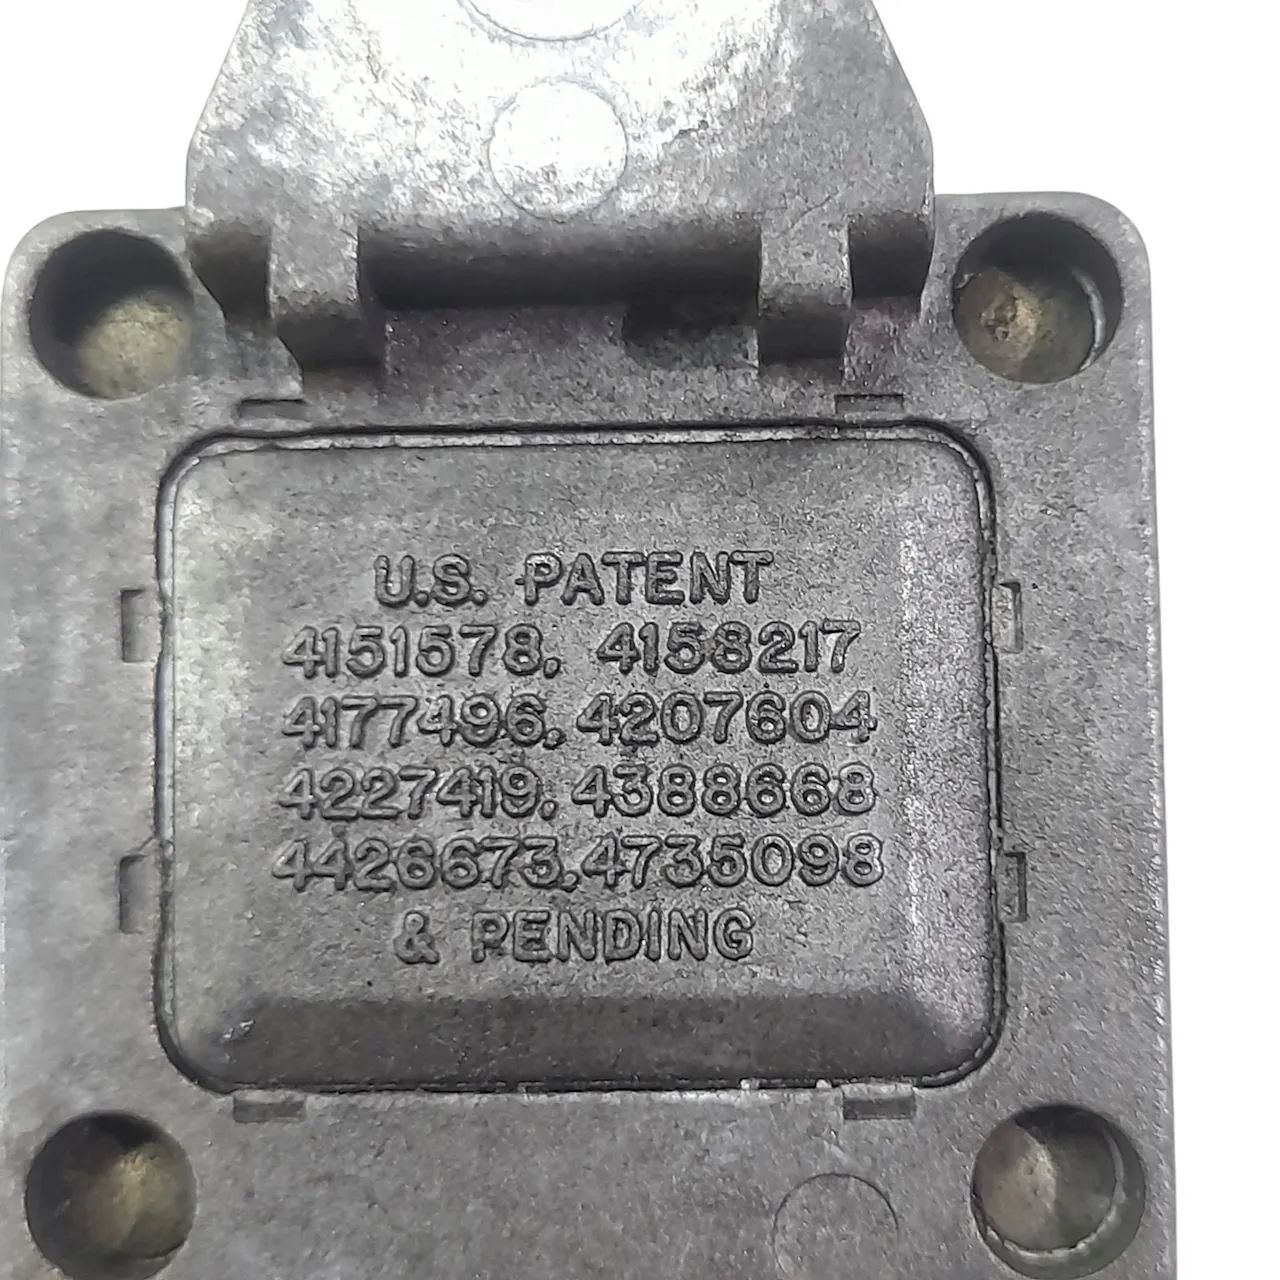 U.S. PATENT
4151578, 4158217
4177496, 4207604
4227419, 4388668
4426673, 4735098
& PENDING